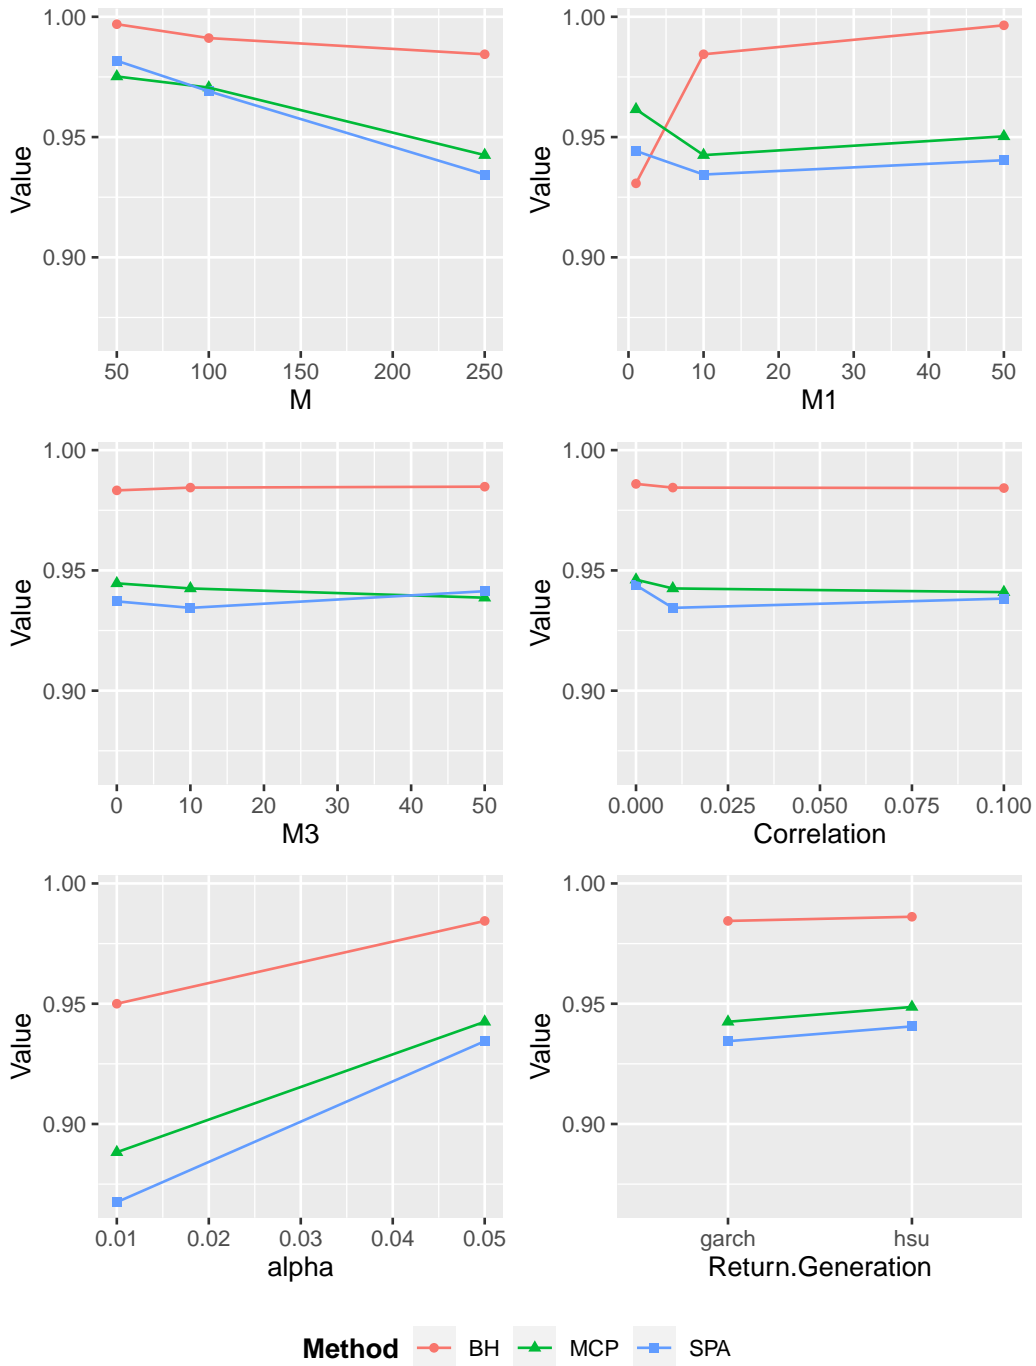 1.00
0.95
0.90
Value
50 100 150 200 250
M
1.00
0.95
0.90
Value
0 10 20 30 40 50
M1
1.00
0.95
0.90
Value
0 10 20 30 40 50
M3
1.00
0.95
0.90
Value
0.000 0.025 0.050 0.075 0.100
Correlation
1.00
0.95
0.90
Value
0.01 0.02 0.03 0.04 0.05
alpha
1.00
0.95
0.90
Value
garch hsu
Return.Generation
Method BH MCP SPA